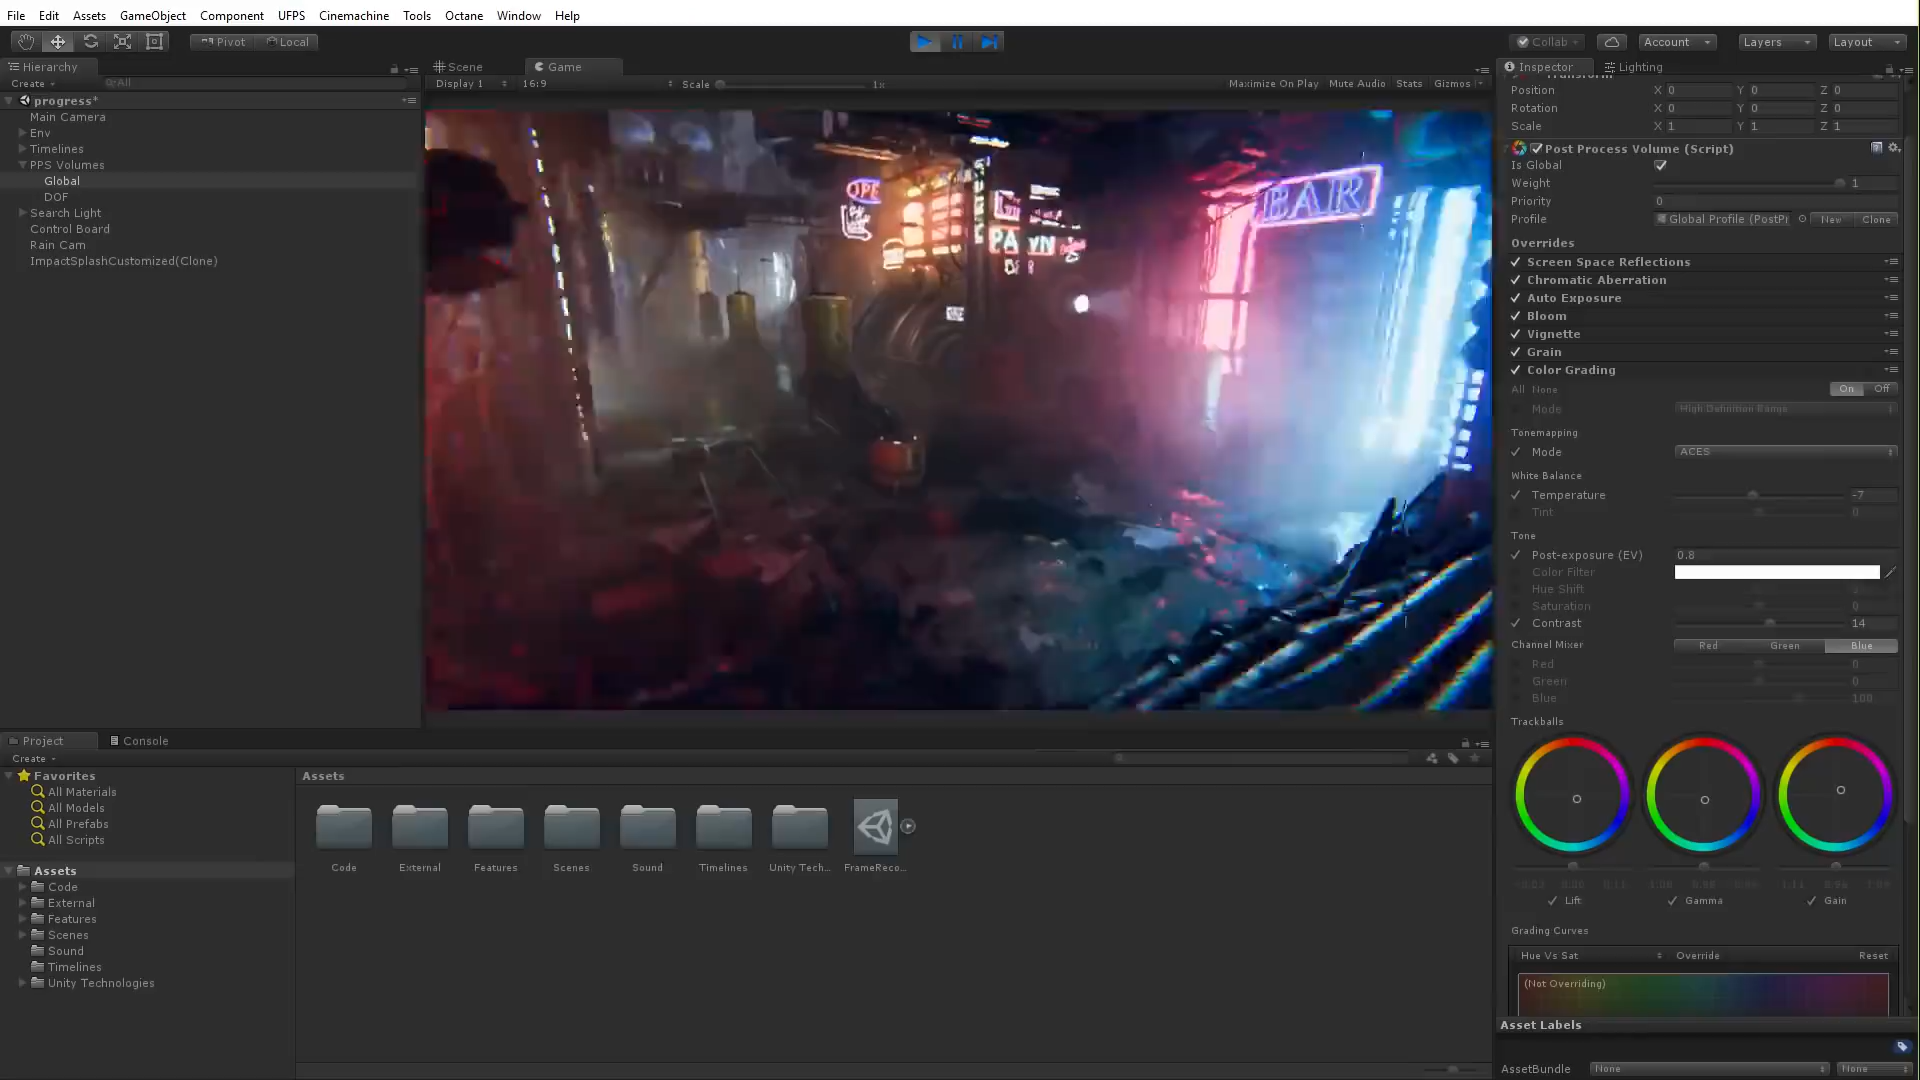 File Edit Assets GameObject Component UFPS Cinemachine Tools Octane Window Help
Pivot Local
Collab Account Layers Layout
Hierarchy
Create All
progress*
Main Camera
Env
Timelines
PPS Volumes
Global
DOF
Search Light
Control Board
Rain Cam
ImpactSplashCustomized(Clone)
Scene Game
Display 1 16:9 Scale 1x Maximize On Play Mute Audio Stats Gizmos
OPE
BAR
PAWN
Inspector Lighting
Transform
Position X 0 Y 0 Z 0
Rotation X 0 Y 0 Z 0
Scale X 1 Y 1 Z 1
Post Process Volume (Script)
Is Global
Weight 1
Priority 0
Profile Global Profile (PostPr New Clone
Overrides
Screen Space Reflections
Chromatic Aberration
Auto Exposure
Bloom
Vignette
Grain
Color Grading
All None On Off
Mode High Definition Range
Tonemapping
Mode ACES
White Balance
Temperature -7
Tint 0
Tone
Post-exposure (EV) 0.8
Color Filter
Hue Shift
Saturation 0
Contrast 14
Channel Mixer Red Green Blue
Red 0
Green 0
Blue 100
Trackballs
Lift Gamma Gain
Grading Curves
Hue Vs Sat Override Reset
(Not Overriding)
Asset Labels
AssetBundle None None
Project Console
Create
Favorites
All Materials
All Models
All Prefabs
All Scripts
Assets
Code
External
Features
Scenes
Sound
Timelines
Unity Technologies
Assets
Code External Features Scenes Sound Timelines Unity Tech... FrameReco...